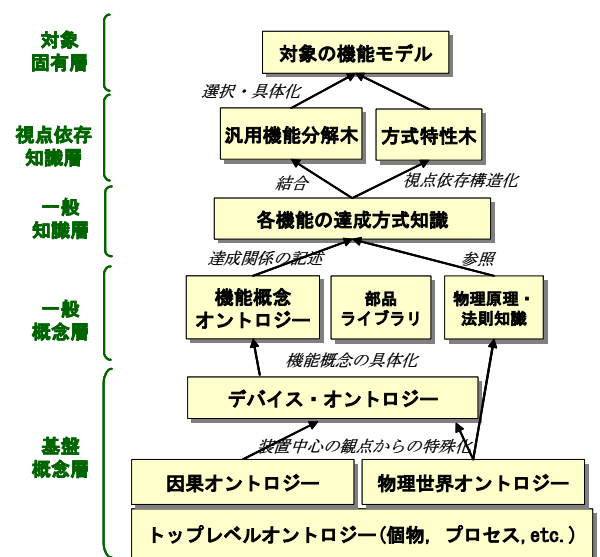 対象
固有層
対象の機能モデル
選択・具体化
視点依存
知識層
汎用機能分解木
方式特性木
結合
視点依存構造化
一般
知識層
各機能の達成方式知識
達成関係の記述
参照
一般
概念層
機能概念
オントロジー
部品
ライブラリ
物理原理・
法則知識
機能概念の具体化
デバイス・オントロジー
基盤
概念層
装置中心の観点からの特殊化
因果オントロジー
物理世界オントロジー
トップレベルオントロジー(個物, プロセス,etc.)